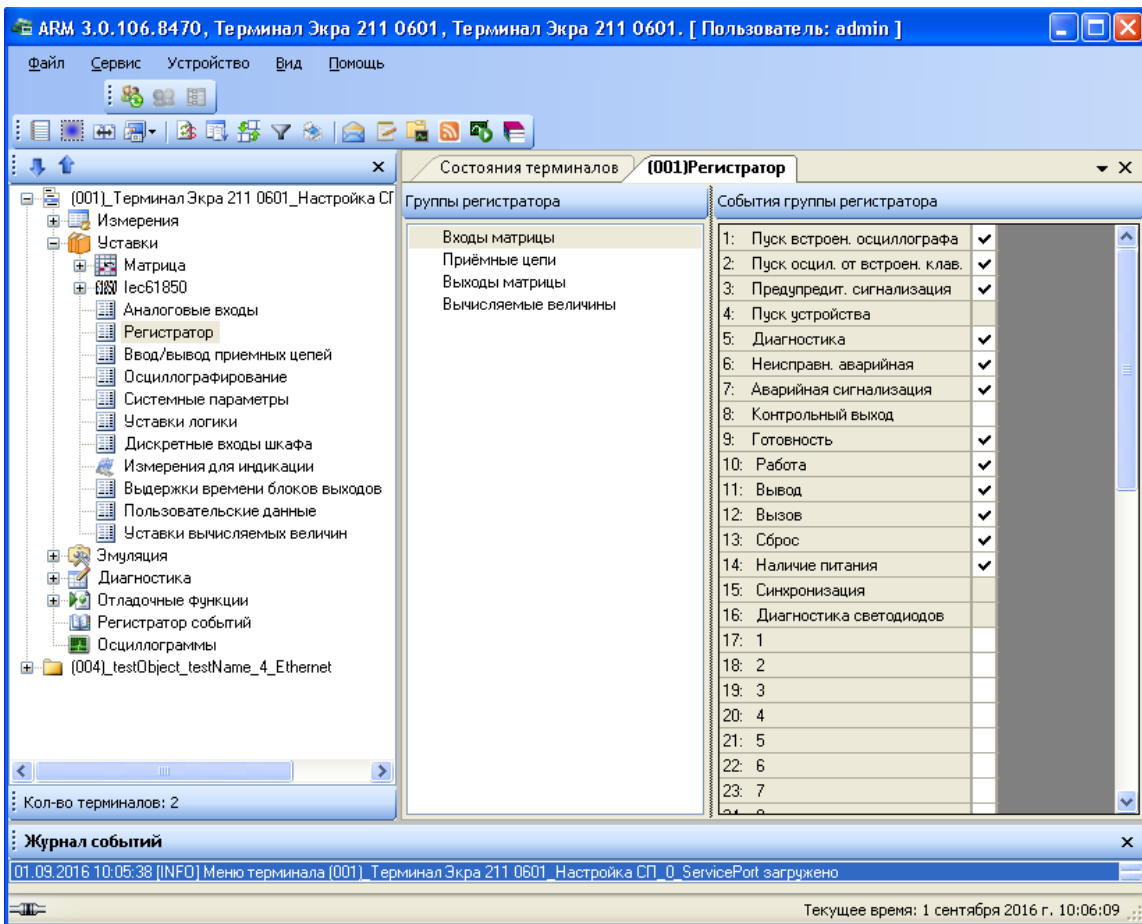 ARM 3.0.106.8470, Терминал Экра 211 0601, Терминал Экра 211 0601. [ Пользователь: admin ]
Файл Сервис Устройство Вид Помощь
Состояния терминалов (001)Регистратор
(001)_Терминал Экра 211 0601_Настройка СП
Измерения
Уставки
Матрица
61850 Iec61850
Аналоговые входы
Регистратор
Ввод/вывод приемных цепей
Осциллографирование
Системные параметры
Уставки логики
Дискретные входы шкафа
Измерения для индикации
Выдержки времени блоков выходов
Пользовательские данные
Уставки вычисляемых величин
Эмуляция
Диагностика
Отладочные функции
Регистратор событий
Осциллограммы
(004)_testObject_testName_4_Ethernet
Кол-во терминалов: 2
Группы регистратора
Входы матрицы
Приёмные цепи
Выходы матрицы
Вычисляемые величины
События группы регистратора
1: Пуск встроен. осциллографа
2: Пуск осцил. от встроен. клав.
3: Предупредит. сигнализация
4: Пуск устройства
5: Диагностика
6: Неисправн. аварийная
7: Аварийная сигнализация
8: Контрольный выход
9: Готовность
10: Работа
11: Вывод
12: Вызов
13: Сброс
14: Наличие питания
15: Синхронизация
16: Диагностика светодиодов
17: 1
18: 2
19: 3
20: 4
21: 5
22: 6
23: 7
Журнал событий
01.09.2016 10:05:38 [INFO] Меню терминала (001)_Терминал Экра 211 0601_Настройка СП_0_ServicePort загружено
Текущее время: 1 сентября 2016 г. 10:06:09